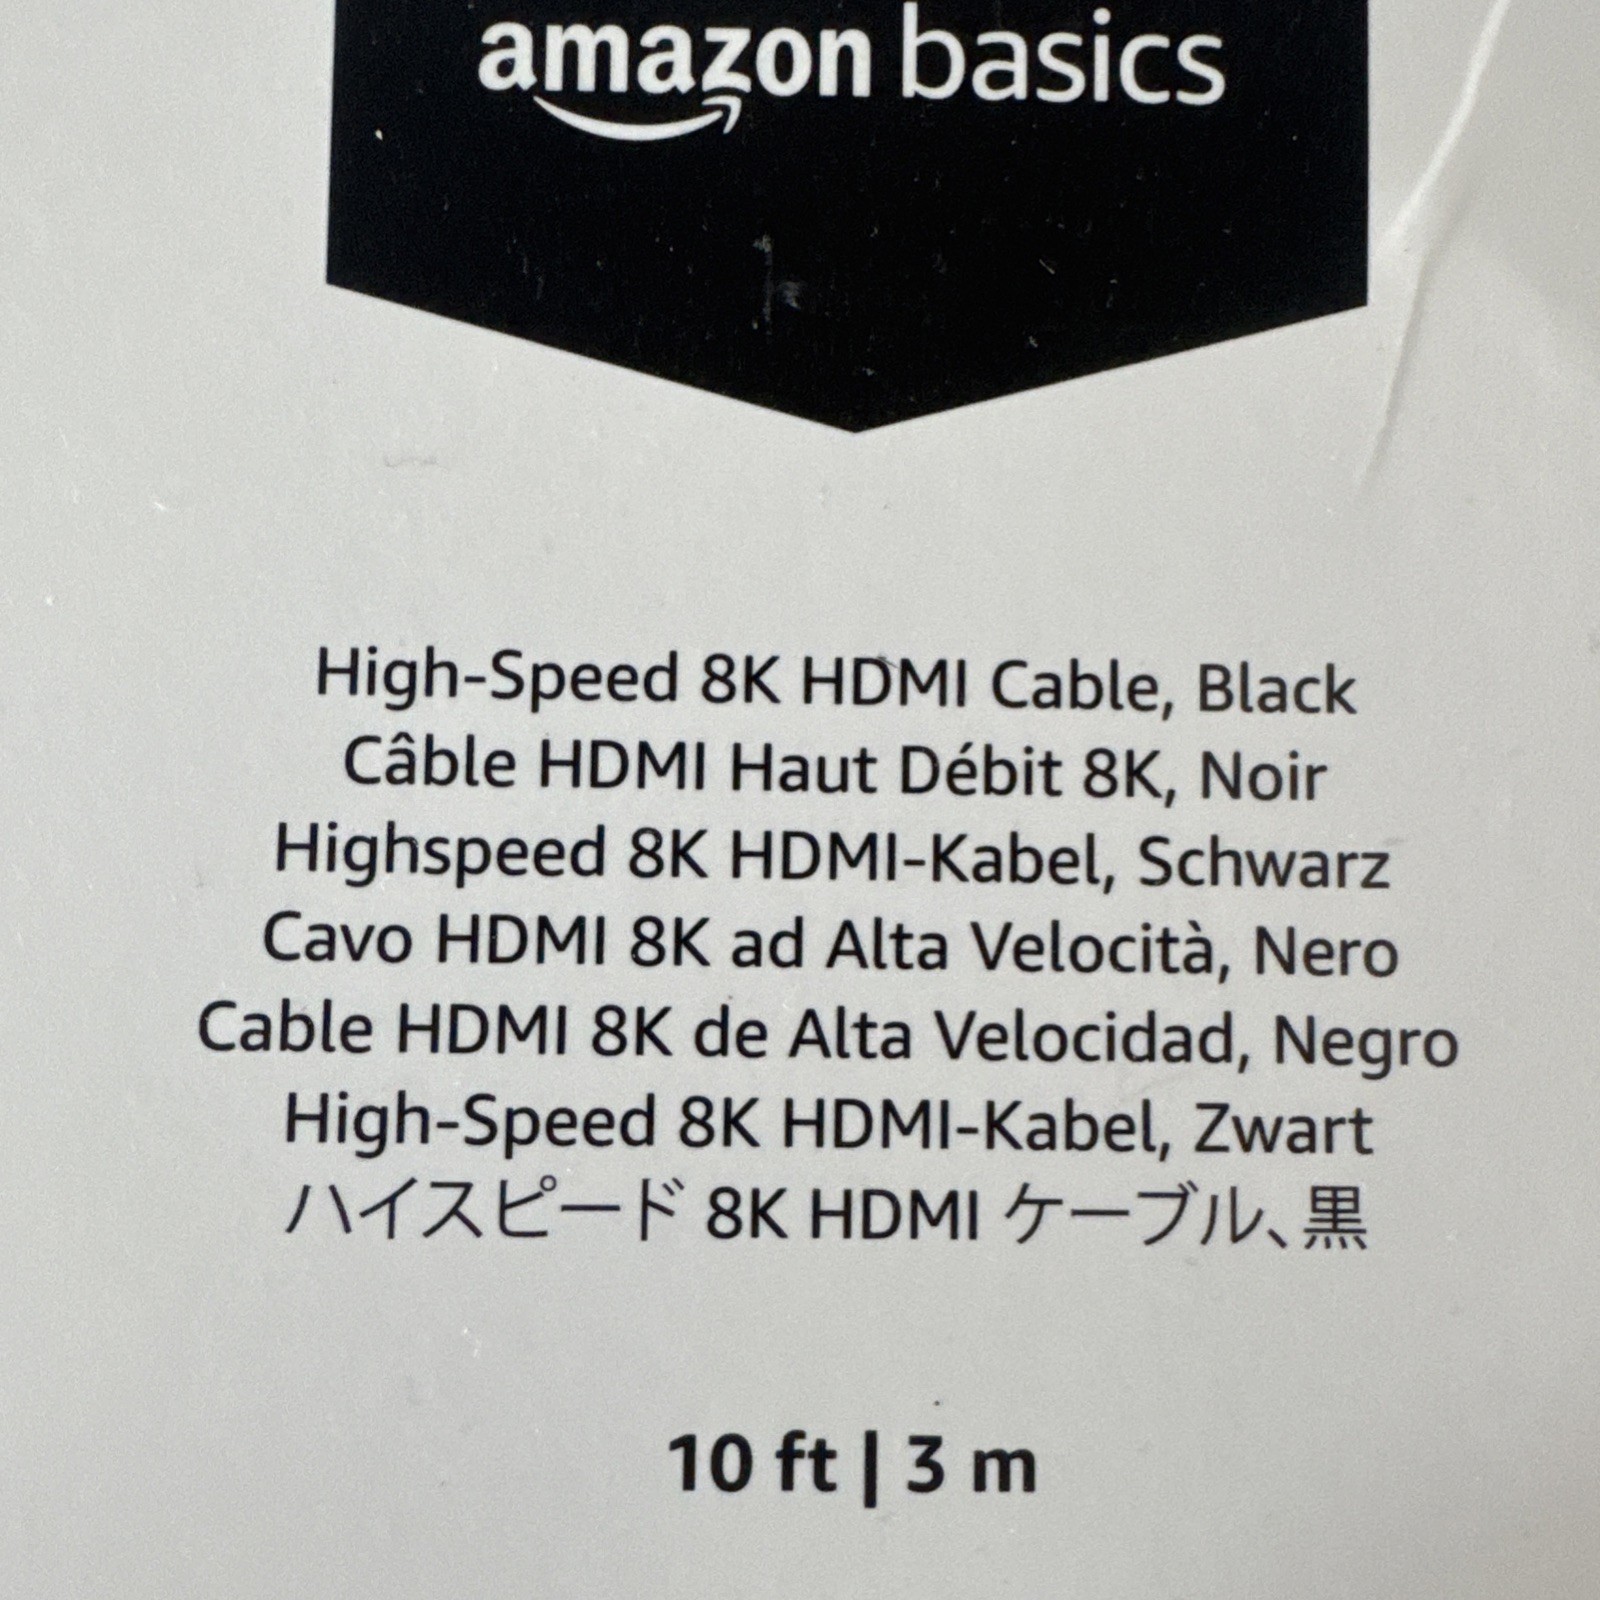 amazon basics
High-Speed 8K HDMI Cable, Black
Câble HDMI Haut Débit 8K, Noir
Highspeed 8K HDMI-Kabel, Schwarz
Cavo HDMI 8K ad Alta Velocità, Nero
Cable HDMI 8K de Alta Velocidad, Negro
High-Speed 8K HDMI-Kabel, Zwart
ハイスピード 8K HDMI ケーブル、黒
10 ft | 3 m